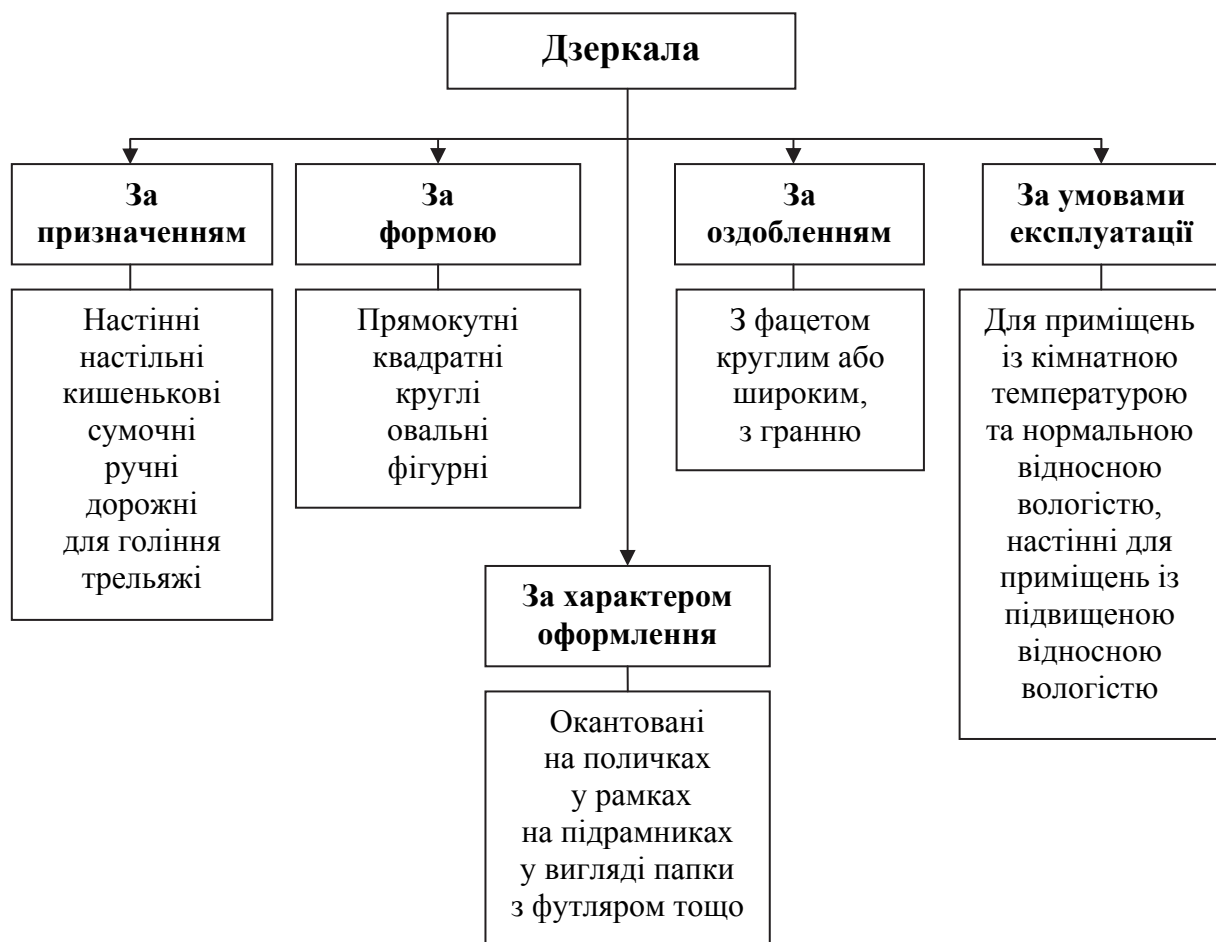 Дзеркала
За
призначенням
Настінні
настільні
кишенькові
сумочні
ручні
дорожні
для гоління
трельяжі
За
формою
Прямокутні
квадратні
круглі
овальні
фігурні
За характером
оформлення
Окантовані
на поличках
у рамках
на підрамниках
у вигляді папки
з футляром тощо
За
оздобленням
З фацетом
круглим або
широким,
з гранню
За умовами
експлуатації
Для приміщень
із кімнатною
температурою
та нормальною
відносною
вологістю,
настінні для
приміщень із
підвищеною
відносною
вологістю